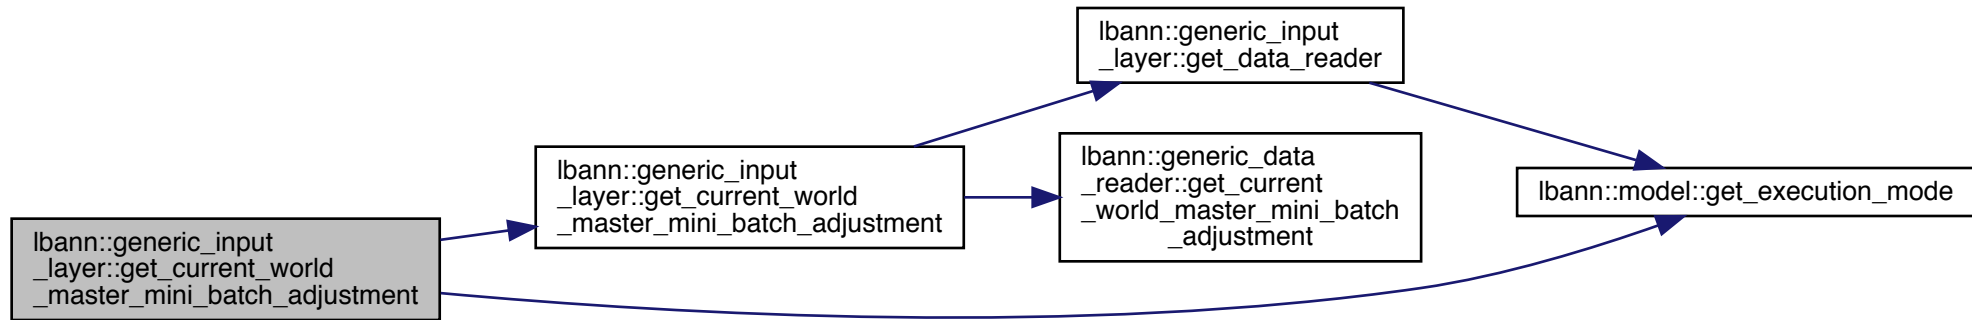 lbann::generic_input
_layer::get_current_world
_master_mini_batch_adjustment
lbann::generic_input
_layer::get_current_world
_master_mini_batch_adjustment
lbann::generic_input
_layer::get_data_reader
lbann::generic_data
_reader::get_current
_world_master_mini_batch
_adjustment
lbann::model::get_execution_mode